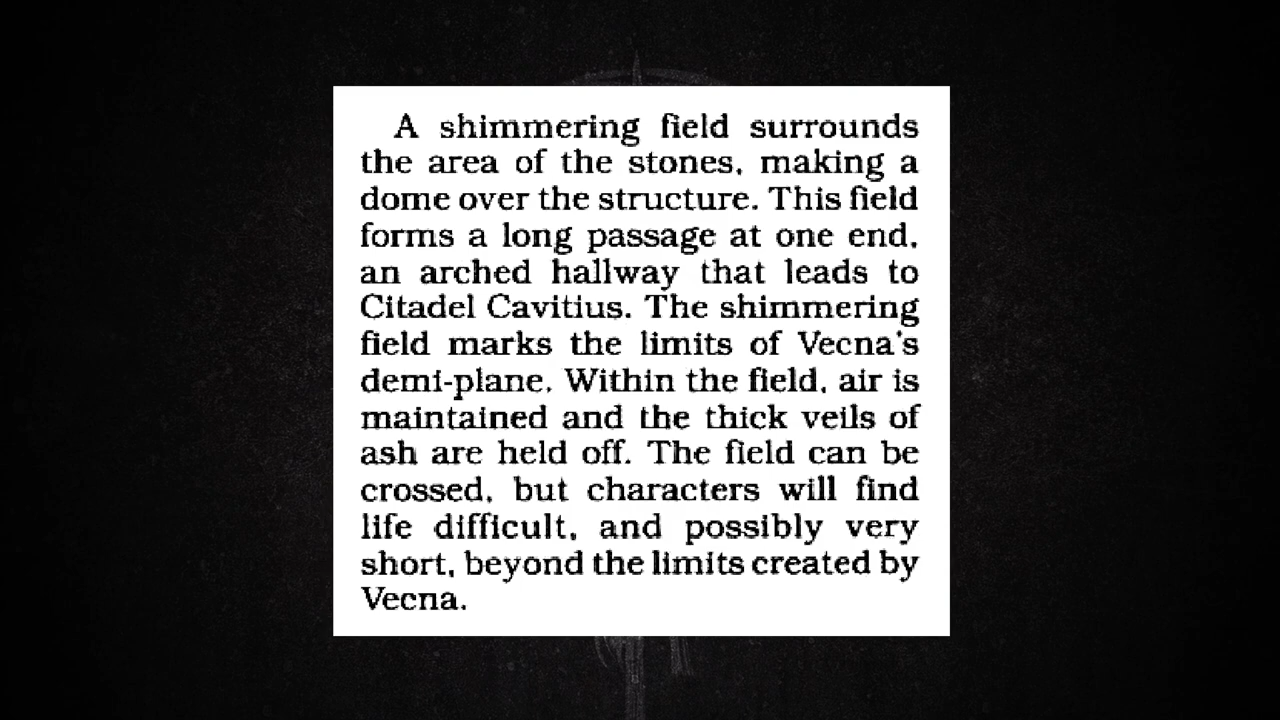 A shimmering field surrounds
the area of the stones, making a
dome over the structure. This field
forms a long passage at one end,
an arched hallway that leads to
Citadel Cavitius. The shimmering
field marks the limits of Vecna's
demi-plane. Within the field, air is
maintained and the thick veils of
ash are held off. The field can be
crossed, but characters will find
life difficult, and possibly very
short, beyond the limits created by
Vecna.